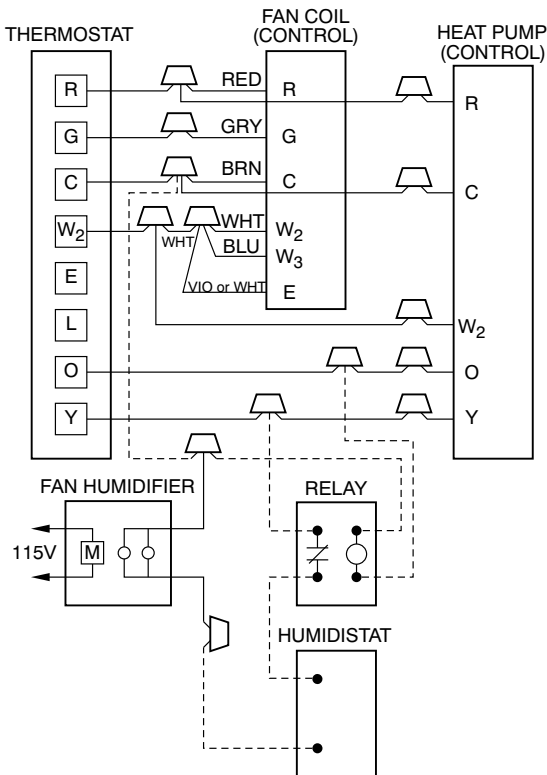 THERMOSTAT
FAN COIL
(CONTROL)
HEAT PUMP
(CONTROL)
R
RED
R
R
G
GRY
G
C
BRN
C
C
W2
WHT
WHT
W2
BLU
W3
E
VIO or WHT
E
L
W2
O
O
Y
Y
FAN HUMIDIFIER
RELAY
115V
M
HUMIDISTAT